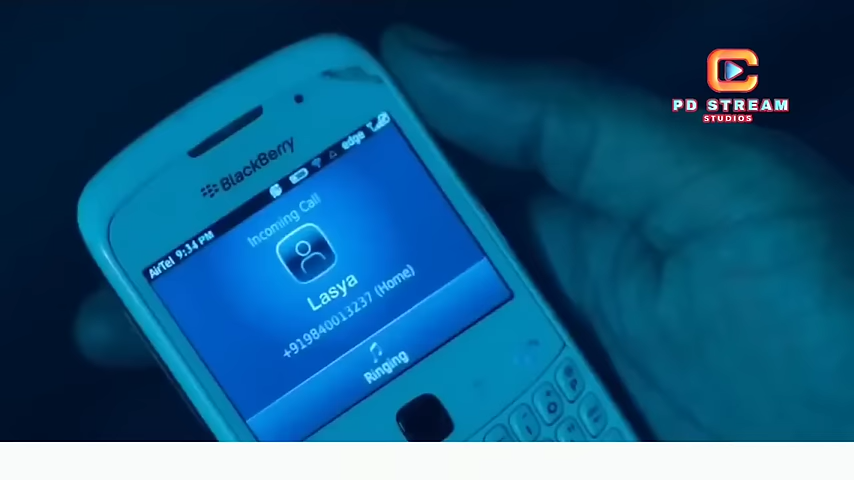 PD STREAM
STUDIOS
BlackBerry
AirTel 9:34 PM
edge
Incoming Call
Lasya
+919840013237 (Home)
Ringing